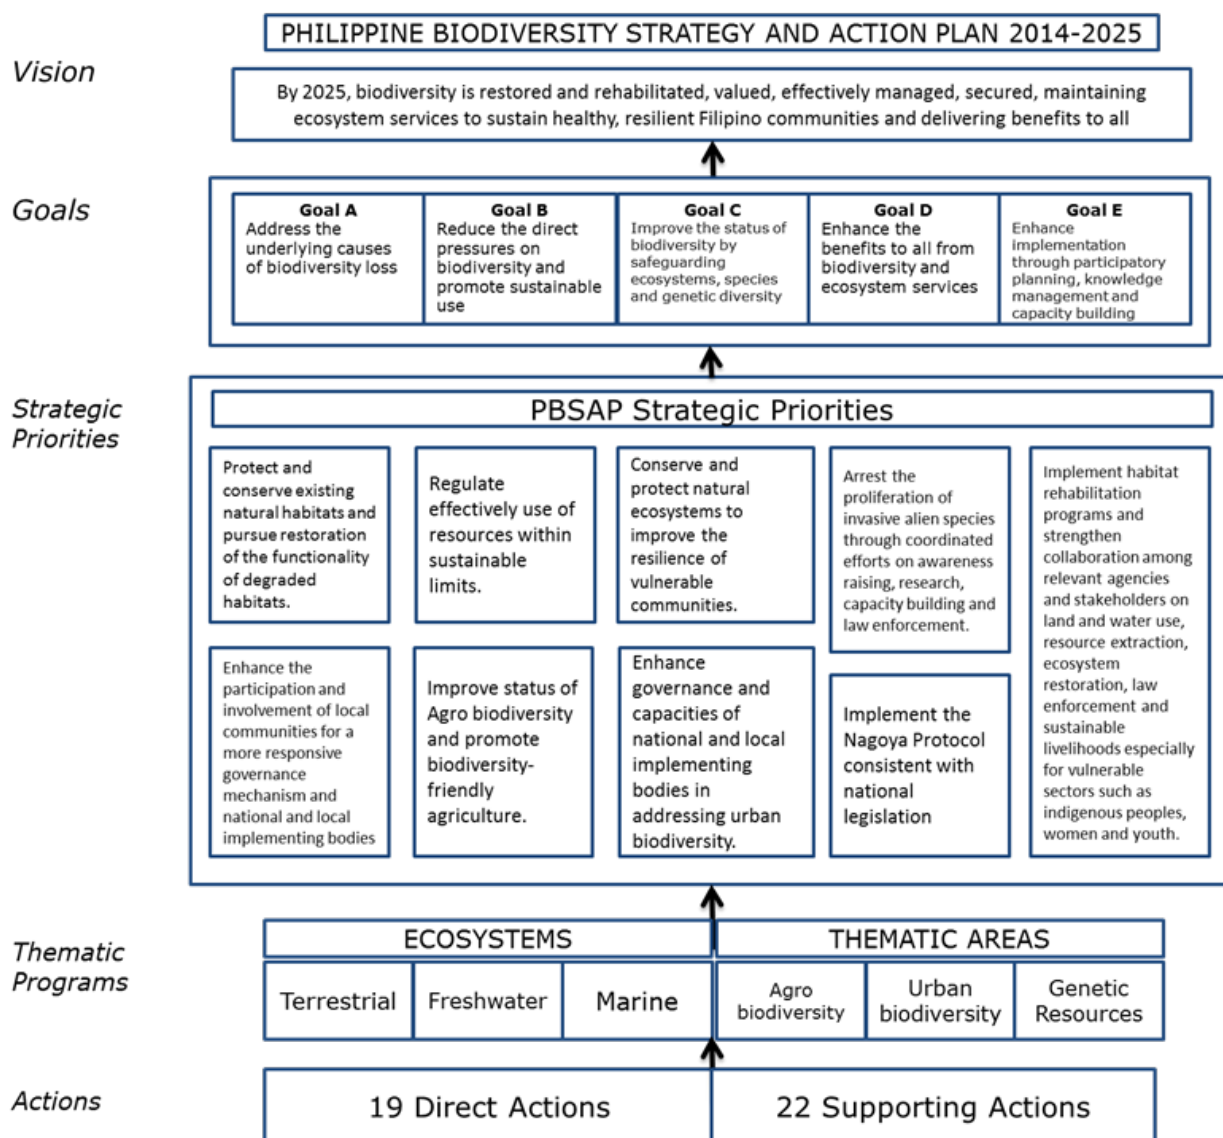 PHILIPPINE BIODIVERSITY STRATEGY AND ACTION PLAN 2014-2025
Vision
By 2025, biodiversity is restored and rehabilitated, valued, effectively managed, secured, maintaining
ecosystem services to sustain healthy, resilient Filipino communities and delivering benefits to all
Goals
Goal A
Address the
underlying causes
of biodiversity loss
Goal B
Reduce the direct
pressures on
biodiversity and
promote sustainable
use
Goal C
Improve the status of
biodiversity by
safeguarding
ecosystems, species
and genetic diversity
Goal D
Enhance the
benefits to all from
biodiversity and
ecosystem services
Goal E
Enhance
implementation
through participatory
planning, knowledge
management and
capacity building
Strategic
Priorities
PBSAP Strategic Priorities
Protect and
conserve existing
natural habitats and
pursue restoration
of the functionality
of degraded
habitats.
Regulate
effectively use of
resources within
sustainable
limits.
Conserve and
protect natural
ecosystems to
improve the
resilience of
vulnerable
communities.
Arrest the
proliferation of
invasive alien species
through coordinated
efforts on awareness
raising, research,
capacity building and
law enforcement.
Implement habitat
rehabilitation
programs and
strengthen
collaboration among
relevant agencies
and stakeholders on
land and water use,
resource extraction,
ecosystem
restoration, law
enforcement and
sustainable
livelihoods especially
for vulnerable
sectors such as
indigenous peoples,
women and youth.
Enhance the
participation and
involvement of local
communities for a
more responsive
governance
mechanism and
national and local
implementing bodies
Improve status of
Agro biodiversity
and promote
biodiversity-
friendly
agriculture.
Enhance
governance and
capacities of
national and local
implementing
bodies in
addressing urban
biodiversity.
Implement the
Nagoya Protocol
consistent with
national
legislation
Thematic
Programs
ECOSYSTEMS
THEMATIC AREAS
Terrestrial
Freshwater
Marine
Agro
biodiversity
Urban
biodiversity
Genetic
Resources
Actions
19 Direct Actions
22 Supporting Actions